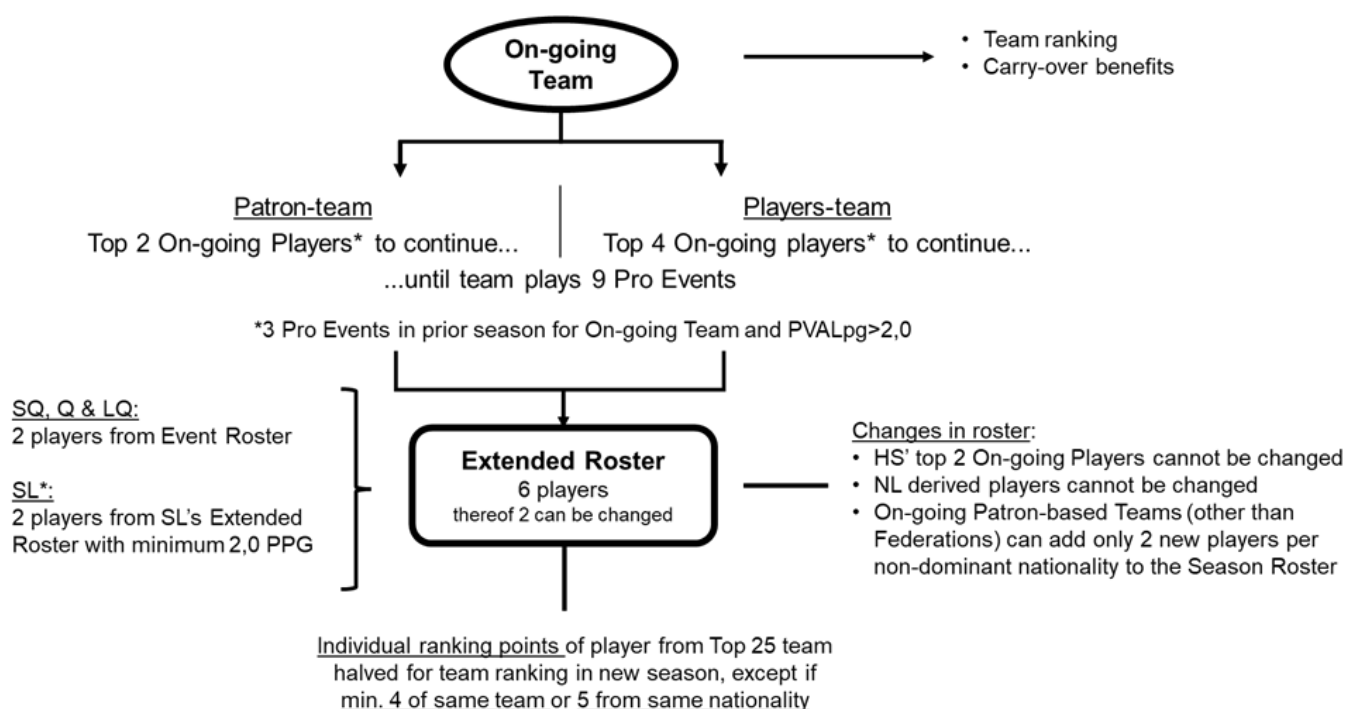 On-going
Team
• Team ranking
• Carry-over benefits
Patron-team
Top 2 On-going Players* to continue...
Players-team
Top 4 On-going players* to continue...
...until team plays 9 Pro Events
*3 Pro Events in prior season for On-going Team and PVALpg>2,0
SQ, Q & LQ:
2 players from Event Roster
SL*:
2 players from SL's Extended
Roster with minimum 2,0 PPG
Extended Roster
6 players
thereof 2 can be changed
Changes in roster:
• HS' top 2 On-going Players cannot be changed
• NL derived players cannot be changed
• On-going Patron-based Teams (other than
Federations) can add only 2 new players per
non-dominant nationality to the Season Roster
Individual ranking points of player from Top 25 team
halved for team ranking in new season, except if
min. 4 of same team or 5 from same nationality